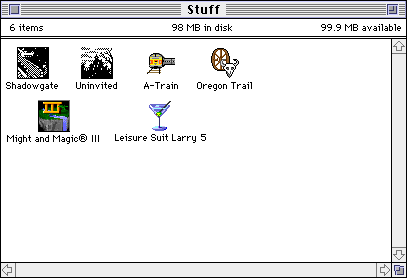 Stuff
6 items 98 MB in disk 99.9 MB available
Shadowgate Uninvited A-Train Oregon Trail
III
Might and Magic® III Leisure Suit Larry 5